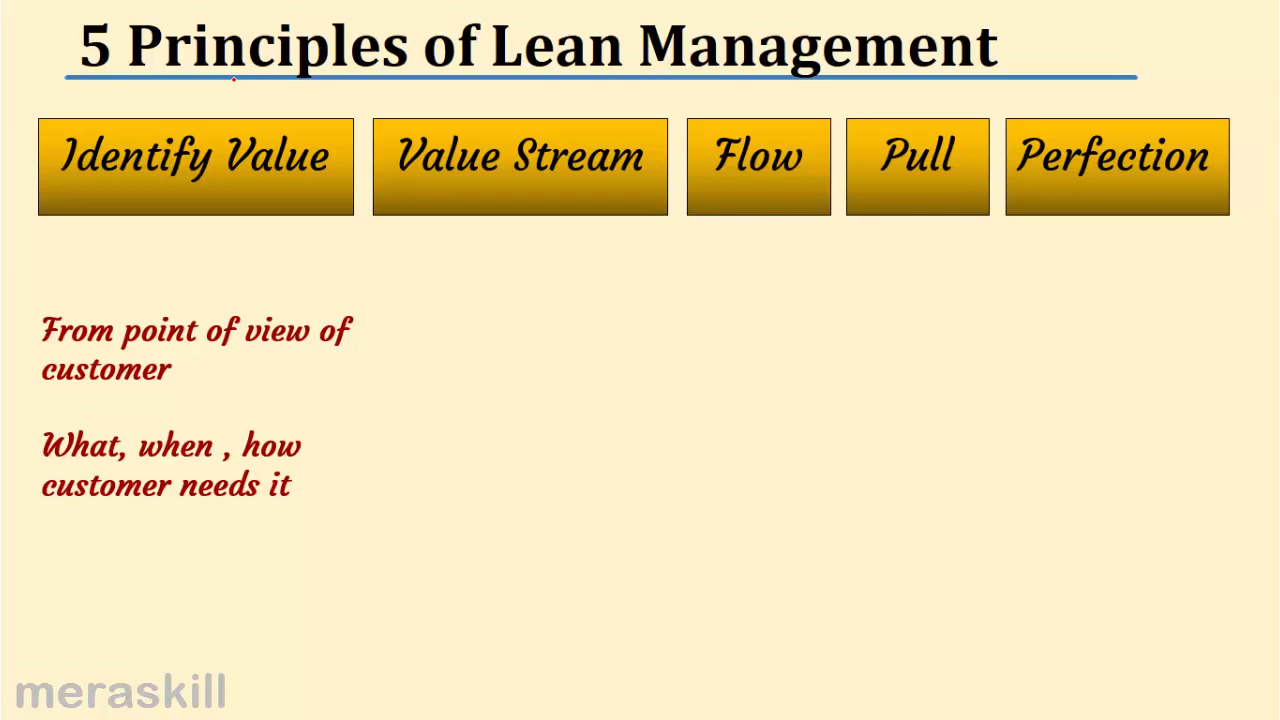 5 Principles of Lean Management
Identify Value
Value Stream
Flow
Pull
Perfection
From point of view of
customer
What, when , how
customer needs it
meraskill